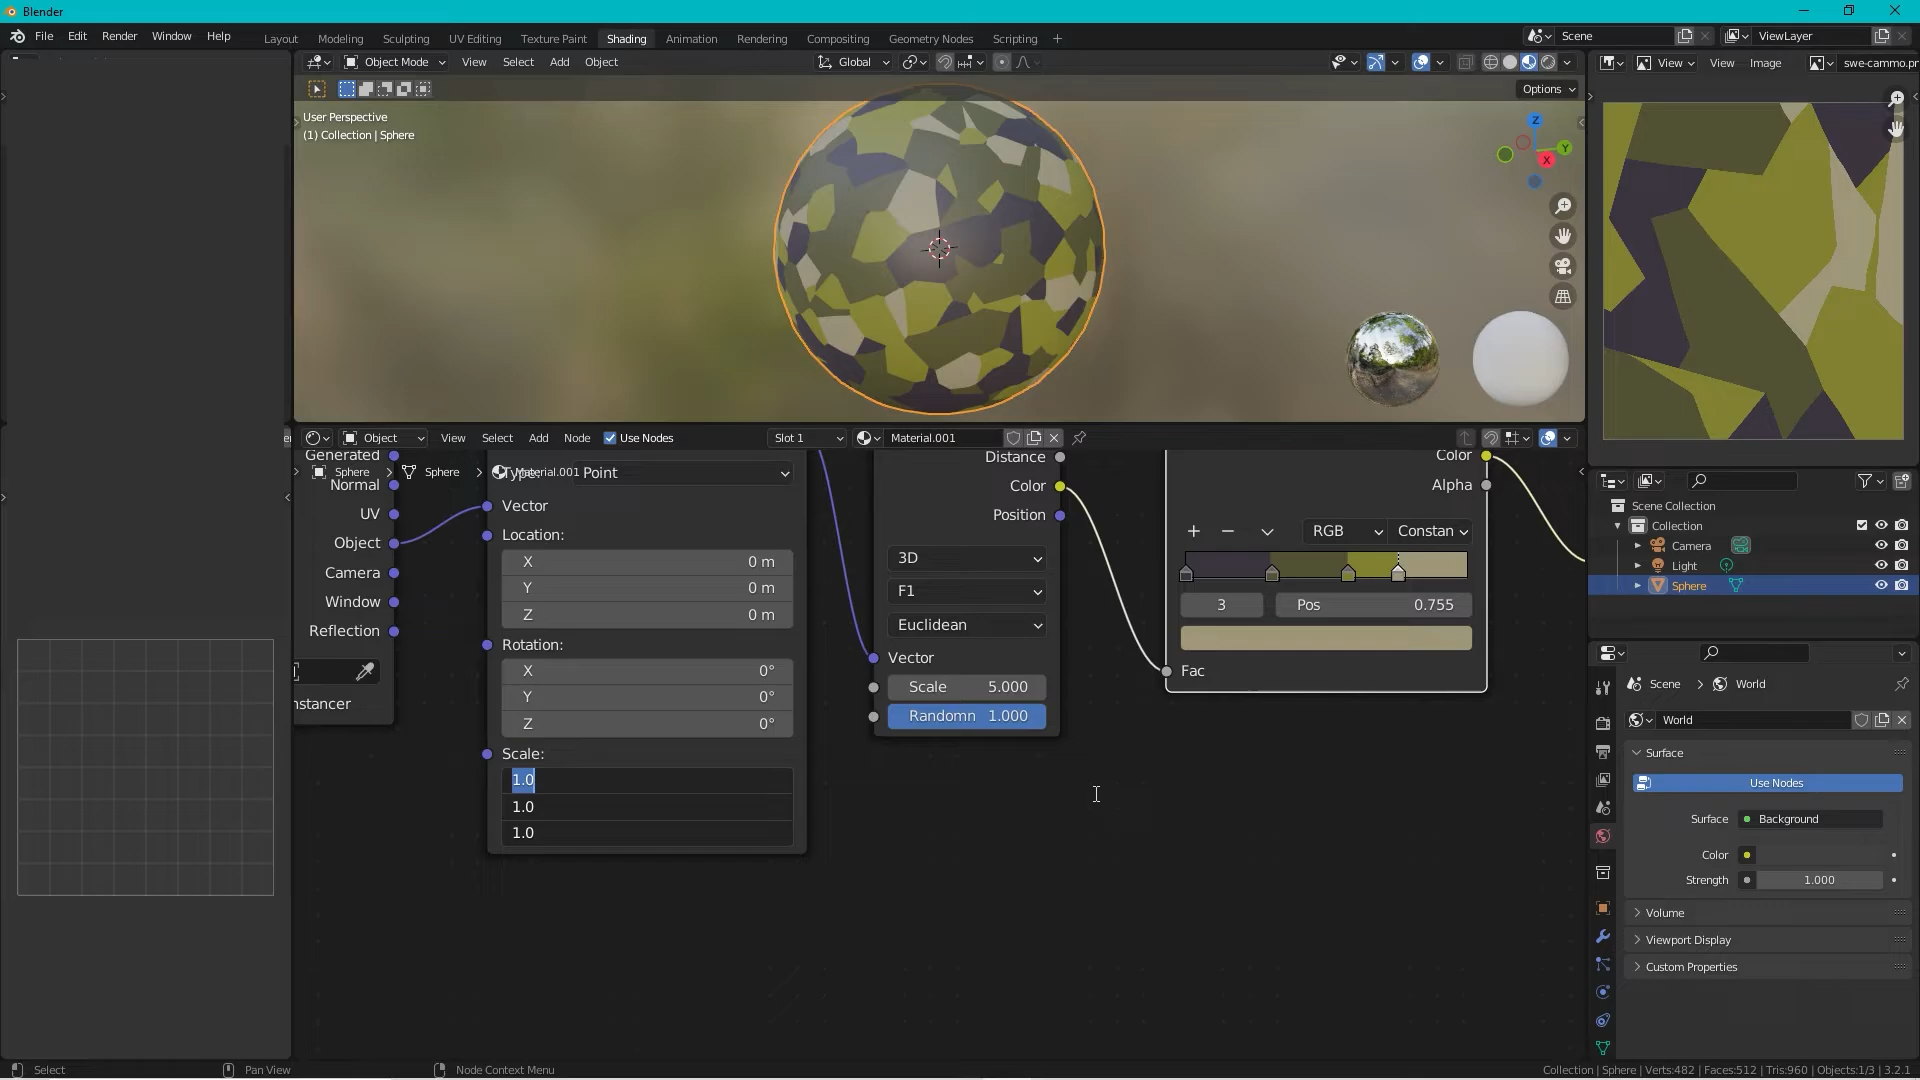 Blender
File Edit Render Window Help
Layout Modeling Sculpting UV Editing Texture Paint Shading Animation Rendering Compositing Geometry Nodes Scripting +
Scene
ViewLayer
Object Mode View Select Add Object
Global
View View Image swe-cammo.pr
Options
User Perspective
(1) Collection | Sphere
Z
Y
X
Object View Select Add Node Use Nodes Slot 1 Material.001
Generated
Normal
UV
Object
Camera
Window
Reflection
nstancer
Sphere > Sphere > Material.001
Type: Point
Vector
Location:
X 0 m
Y 0 m
Z 0 m
Rotation:
X 0°
Y 0°
Z 0°
Scale:
1.0
1.0
1.0
Distance
Color
Position
3D
F1
Euclidean
Vector
Scale 5.000
Randomn 1.000
Color
Alpha
RGB Constan
3 Pos 0.755
Fac
Scene Collection
Collection
Camera
Light
Sphere
Scene > World
World
Surface
Use Nodes
Surface Background
Color
Strength 1.000
Volume
Viewport Display
Custom Properties
Select Pan View Node Context Menu
Collection | Sphere | Verts:482 | Faces:512 | Tris:960 | Objects:1/3 | 3.2.1